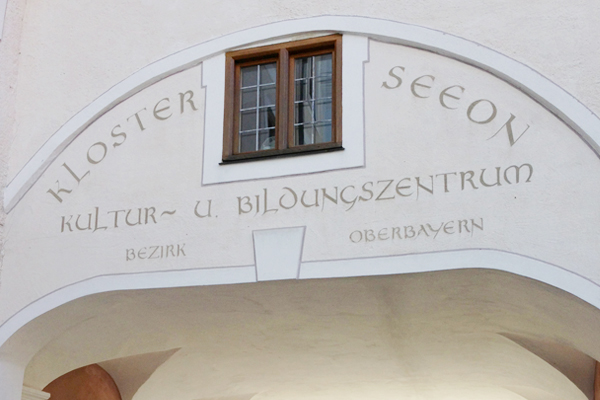 KLOSTER SEEON
KULTUR~ U. BILDUNGSZENTRUM
BEZIRK OBERBAYERN